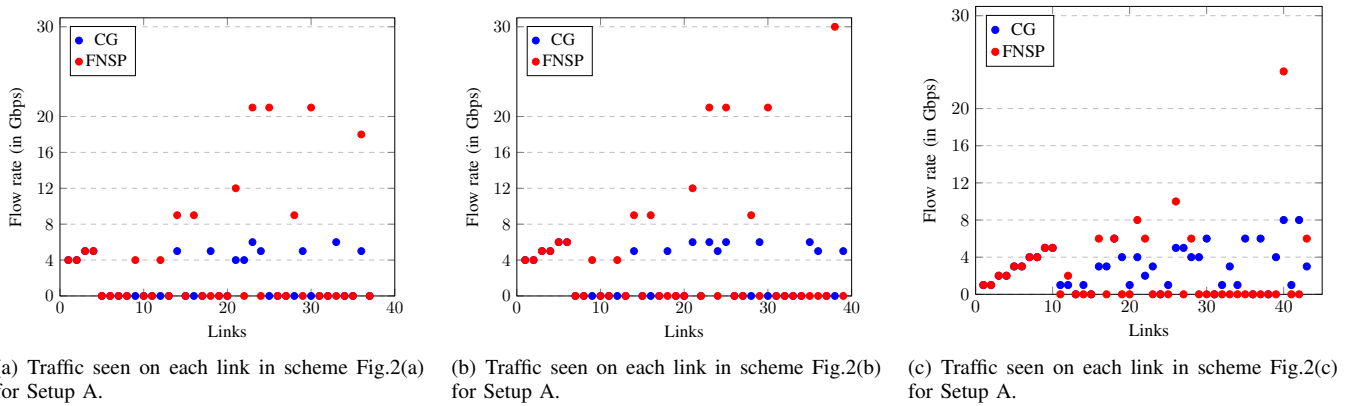 30
20
16
12
8
4
0
0 10 20 30 40
Flow rate (in Gbps)
Links
CG
FNSP
30
20
16
12
8
4
0
0 10 20 30 40
Flow rate (in Gbps)
Links
CG
FNSP
30
20
16
12
8
4
0
0 10 20 30 40
Flow rate (in Gbps)
Links
CG
FNSP
(a) Traffic seen on each link in scheme Fig.2(a)
for Setup A.
(b) Traffic seen on each link in scheme Fig.2(b)
for Setup A.
(c) Traffic seen on each link in scheme Fig.2(c)
for Setup A.